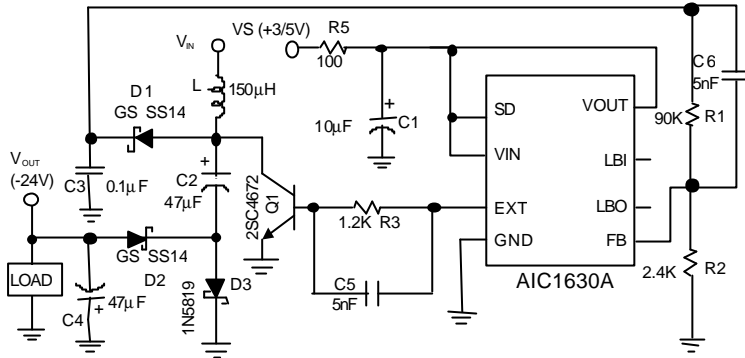 VIN
VS (+3/5V)
R5
100
C6
5nF
L
150µH
D1
GS SS14
10µF
C1
SD
VOUT
90K
R1
VIN
LBI
VOUT
(-24V)
C3
0.1µF
C2
47µF
2SC4672
Q1
1.2K
R3
EXT
LBO
GND
FB
GS SS14
D2
D3
1N5819
AIC1630A
2.4K
R2
LOAD
47µF
C4
C5
5nF
+
+
+